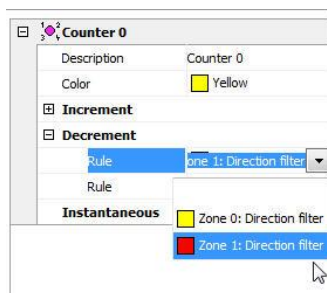 Counter 0
Description Counter 0
Color Yellow
Increment
Decrement
Rule one 1: Direction filter
Rule
Instantaneous
Zone 0: Direction filter
Zone 1: Direction filter